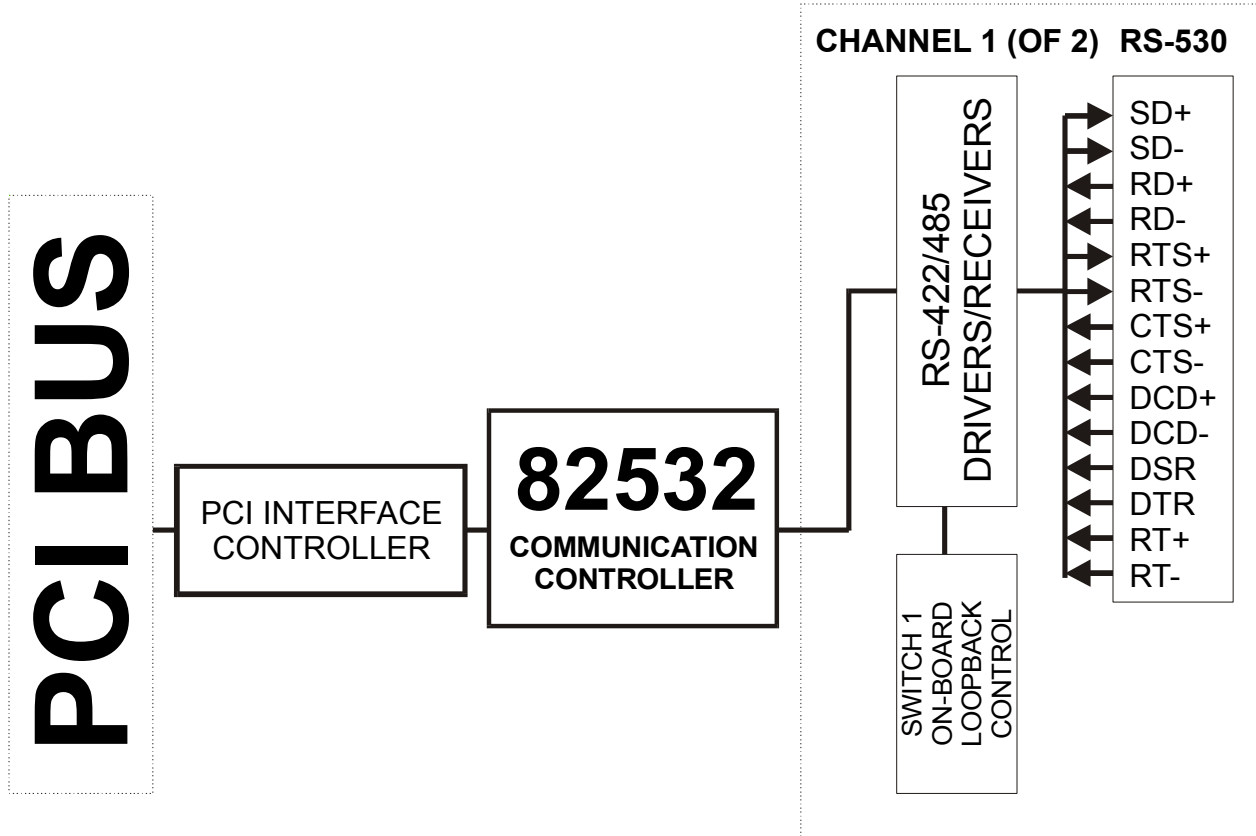 CHANNEL 1 (OF 2) RS-530
PCI BUS
PCI INTERFACE
CONTROLLER
82532
COMMUNICATION
CONTROLLER
RS-422/485
DRIVERS/RECEIVERS
SWITCH 1
ON-BOARD
LOOPBACK
CONTROL
SD+
SD-
RD+
RD-
RTS+
RTS-
CTS+
CTS-
DCD+
DCD-
DSR
DTR
RT+
RT-